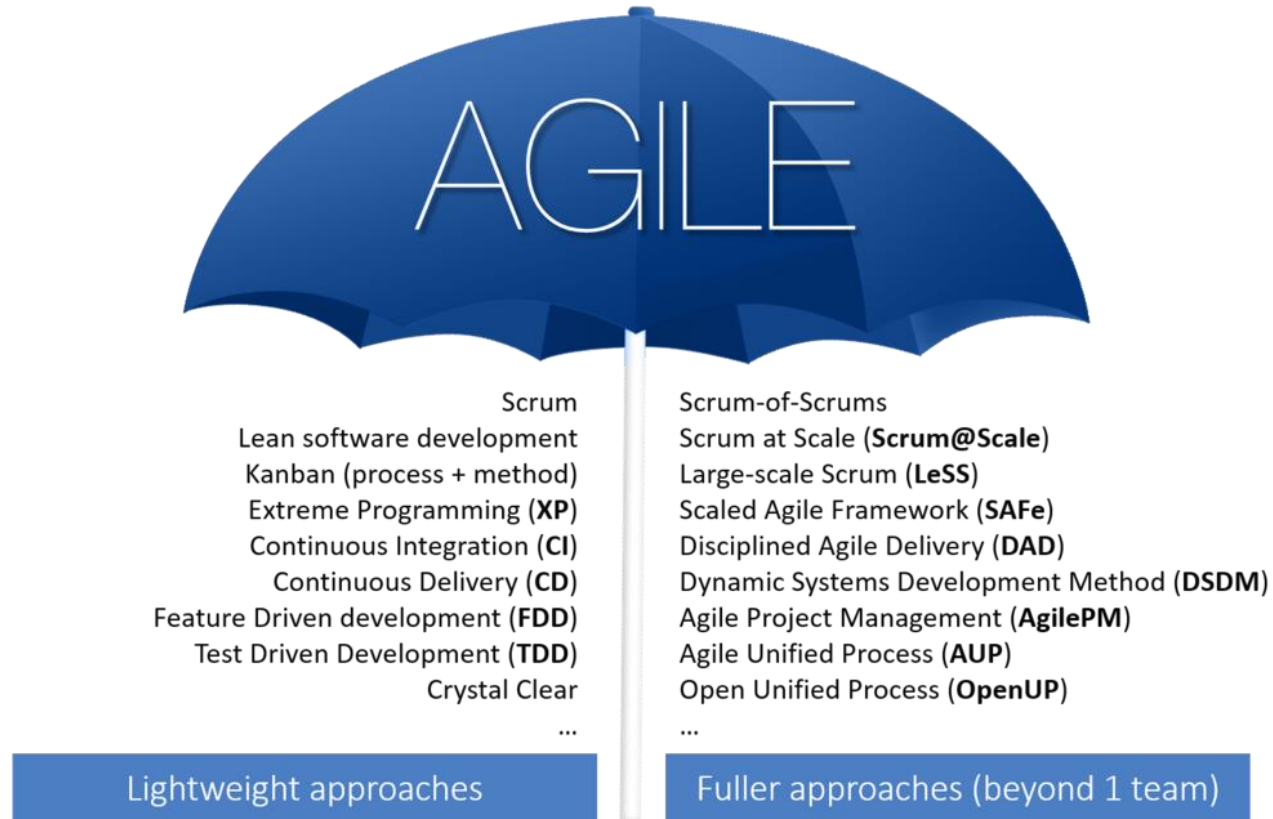 AGILE
Scrum
Lean software development
Kanban (process + method)
Extreme Programming (XP)
Continuous Integration (CI)
Continuous Delivery (CD)
Feature Driven development (FDD)
Test Driven Development (TDD)
Crystal Clear
...
Lightweight approaches
Scrum-of-Scrums
Scrum at Scale (Scrum@Scale)
Large-scale Scrum (LeSS)
Scaled Agile Framework (SAFe)
Disciplined Agile Delivery (DAD)
Dynamic Systems Development Method (DSDM)
Agile Project Management (AgilePM)
Agile Unified Process (AUP)
Open Unified Process (OpenUP)
...
Fuller approaches (beyond 1 team)